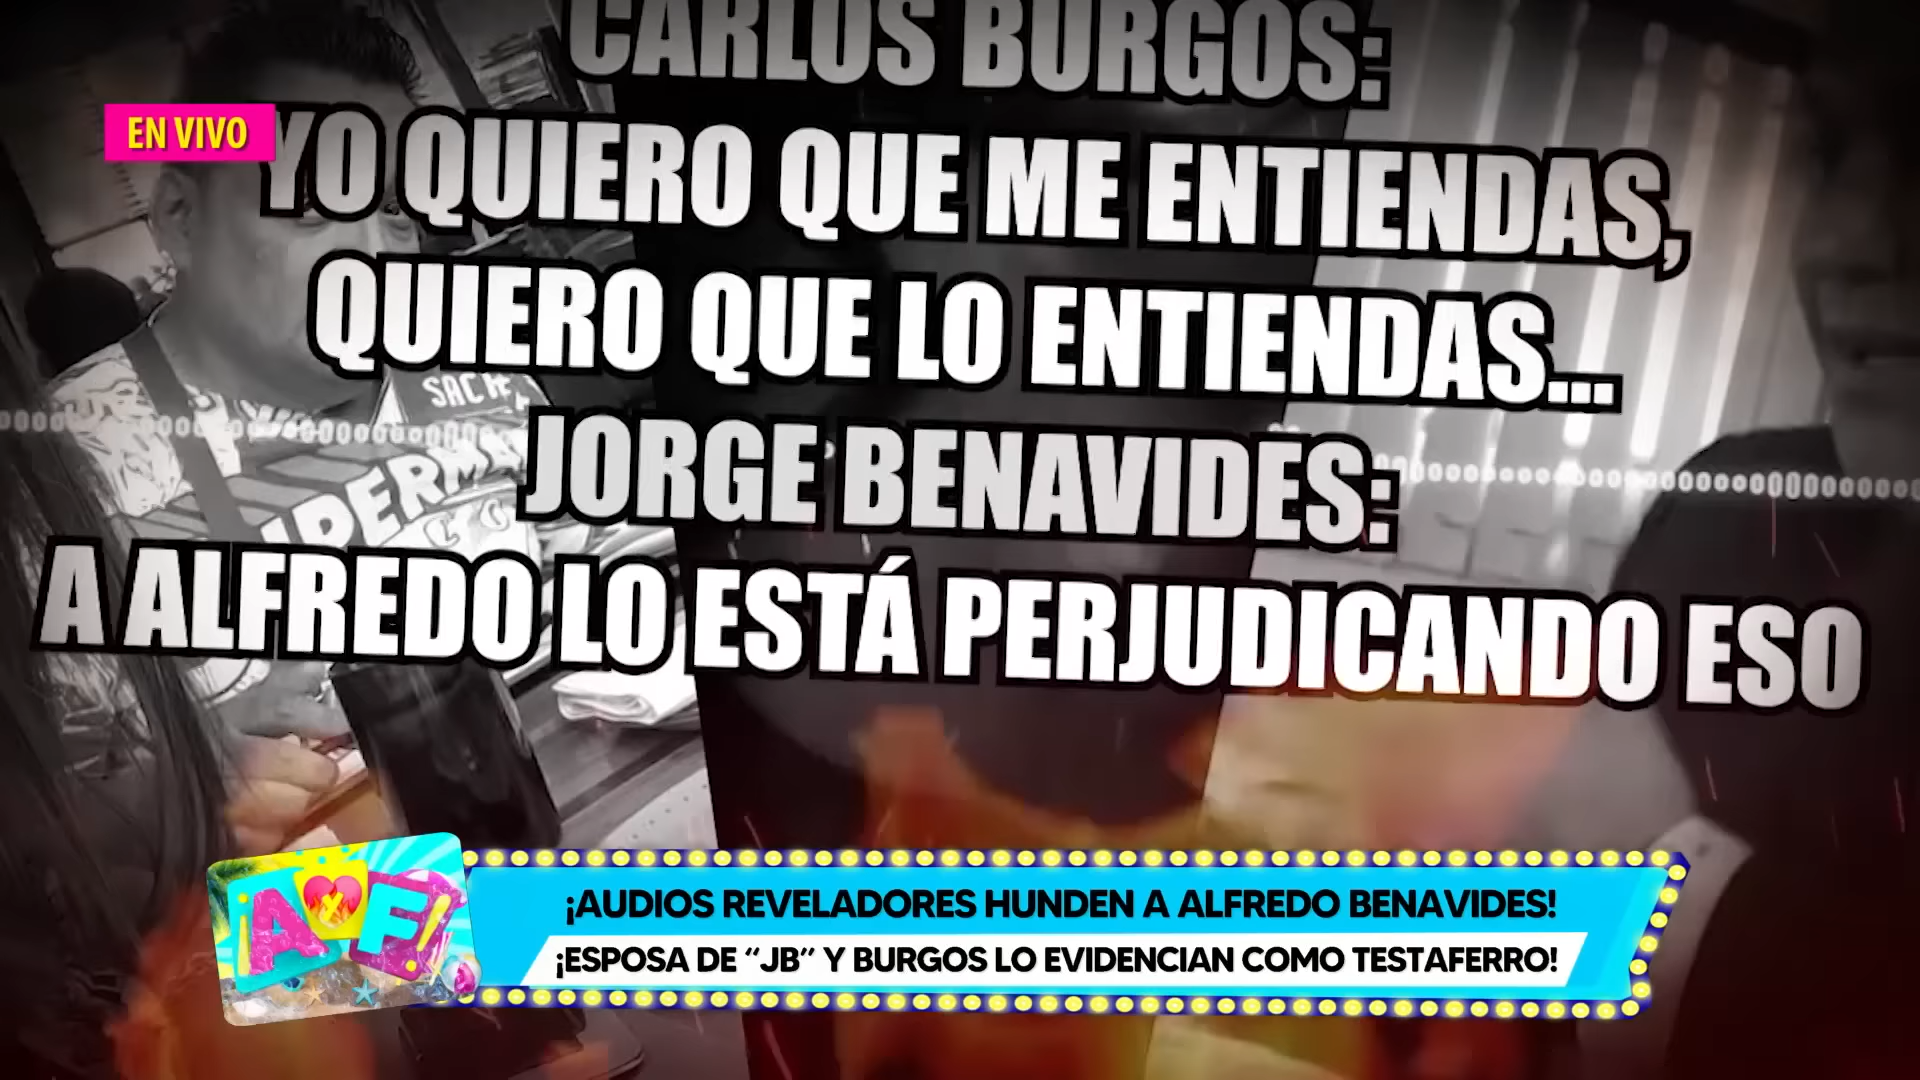 CARLOS BURGOS:
EN VIVO
YO QUIERO QUE ME ENTIENDAS,
QUIERO QUE LO ENTIENDAS...
JORGE BENAVIDES:
A ALFREDO LO ESTÁ PERJUDICANDO ESO
¡A+F!
¡AUDIOS REVELADORES HUNDEN A ALFREDO BENAVIDES!
¡ESPOSA DE “JB” Y BURGOS LO EVIDENCIAN COMO TESTAFERRO!